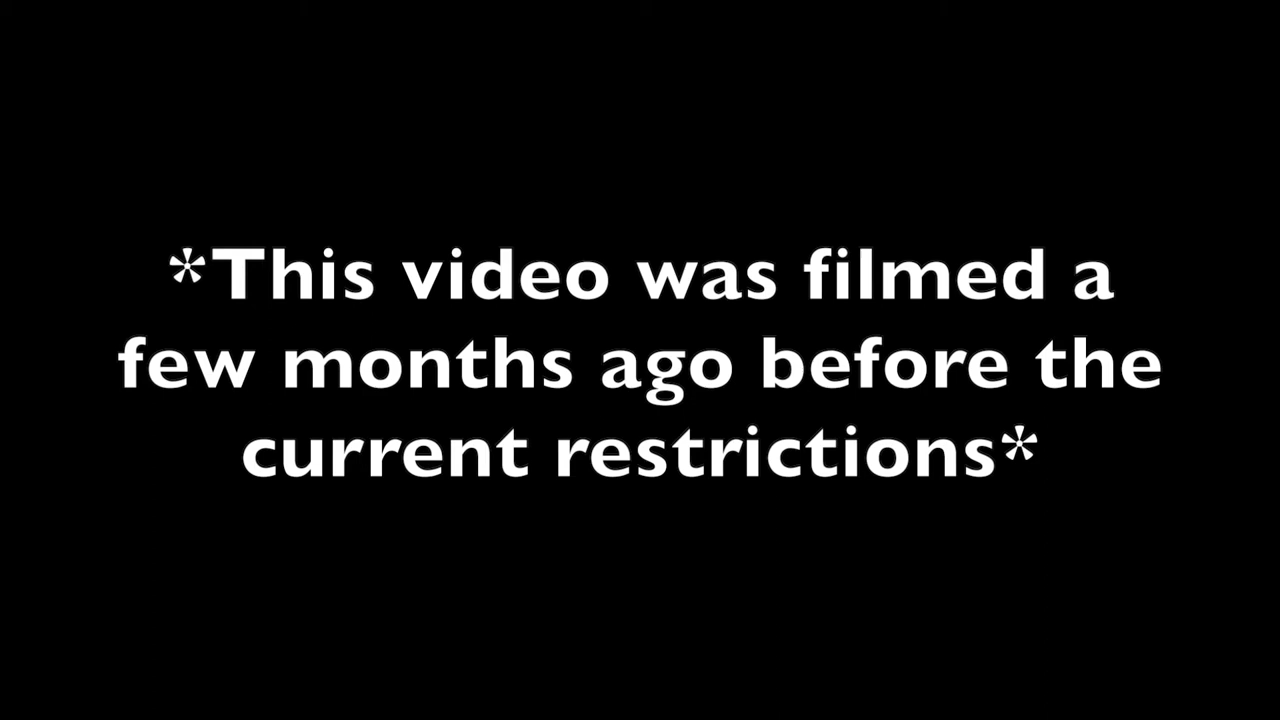 *This video was filmed a
few months ago before the
current restrictions*